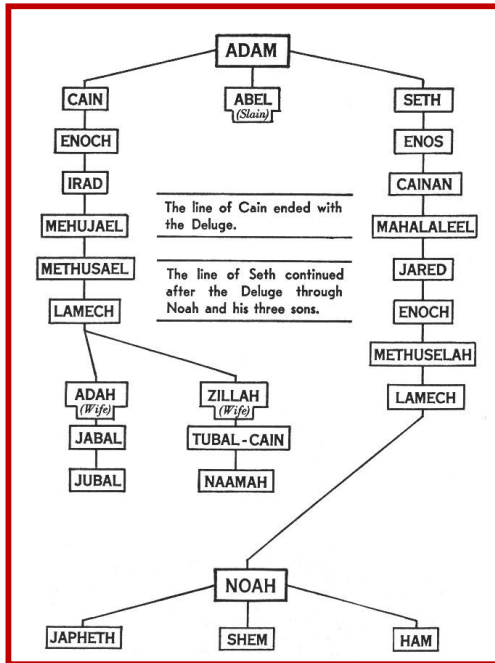 ADAM
CAIN
ABEL
(Slain)
SETH
ENOCH
ENOS
IRAD
CAINAN
The line of Cain ended with
the Deluge.
MEHUJAEL
MAHALALEEL
METHUSAEL
The line of Seth continued
after the Deluge through
Noah and his three sons.
JARED
LAMECH
ENOCH
METHUSELAH
ADAH
(Wife)
ZILLAH
(Wife)
LAMECH
JABAL
TUBAL-CAIN
JUBAL
NAAMAH
NOAH
JAPHETH
SHEM
HAM